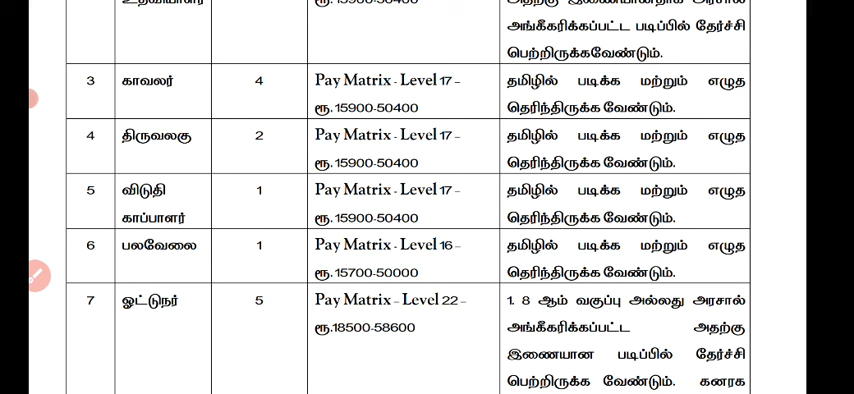 அங்கீகரிக்கப்பட்ட படிப்பில் தேர்ச்சி
பெற்றிருக்கவேண்டும்.
3 காவலர் 4 Pay Matrix - Level 17 – தமிழில் படிக்க மற்றும் எழுத
ரூ. 15900-50400 தெரிந்திருக்க வேண்டும்.
4 திருவலகு 2 Pay Matrix - Level 17 – தமிழில் படிக்க மற்றும் எழுத
ரூ. 15900-50400 தெரிந்திருக்க வேண்டும்.
5 விடுதி 1 Pay Matrix - Level 17 – தமிழில் படிக்க மற்றும் எழுத
காப்பாளர் ரூ. 15900-50400 தெரிந்திருக்க வேண்டும்.
6 பலவேலை 1 Pay Matrix - Level 16 – தமிழில் படிக்க மற்றும் எழுத
ரூ. 15700-50000 தெரிந்திருக்க வேண்டும்.
7 ஓட்டுநர் 5 Pay Matrix – Level 22 – 1. 8 ஆம் வகுப்பு அல்லது அரசால்
ரூ.18500-58600 அங்கீகரிக்கப்பட்ட அதற்கு
இணையான படிப்பில் தேர்ச்சி
பெற்றிருக்க வேண்டும். கனரக